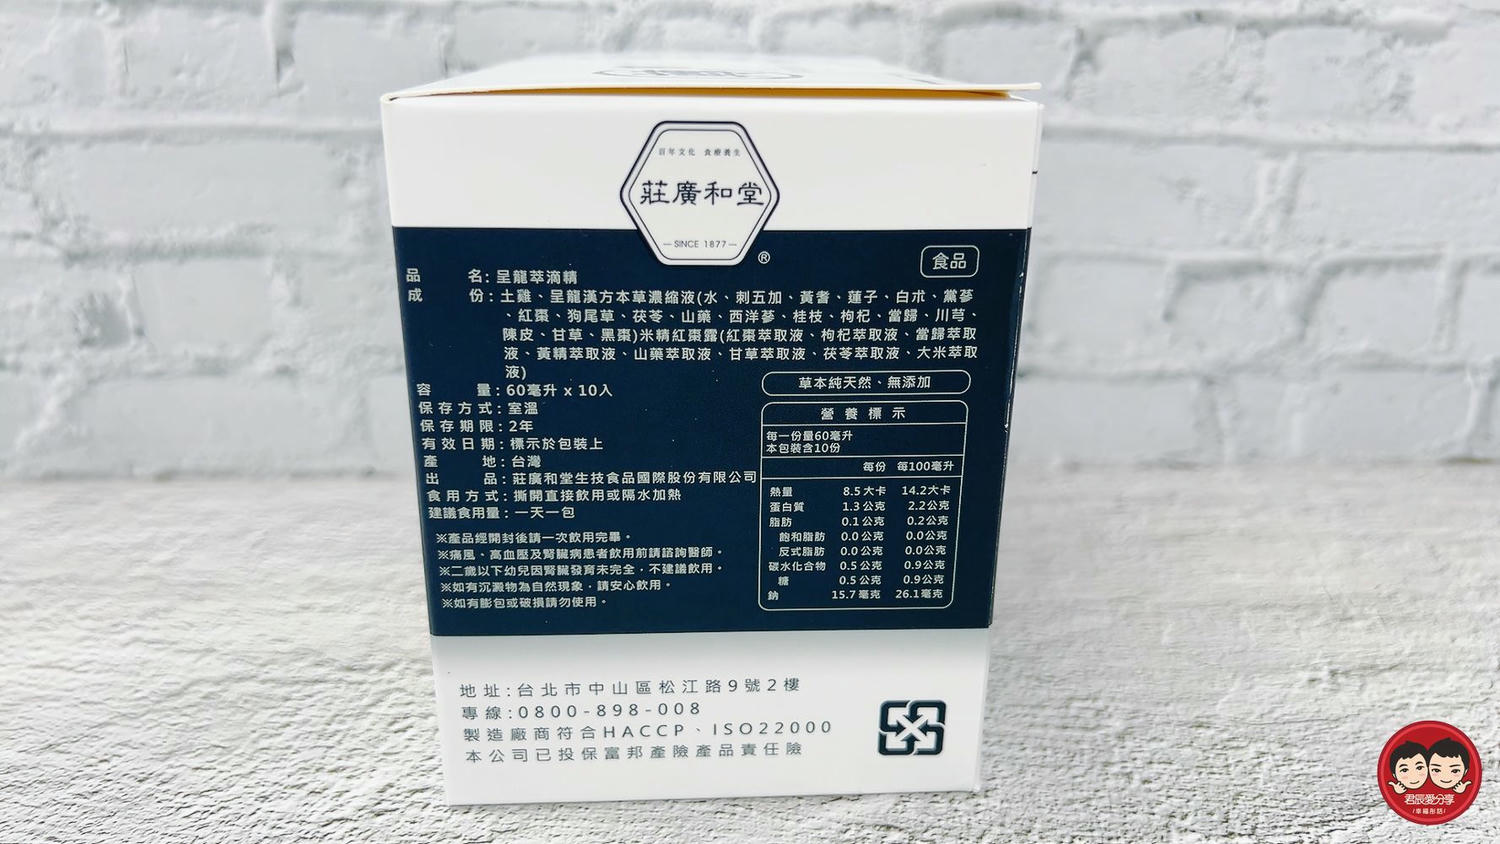 百年文化 食療養生
莊廣和堂
SINCE 1877
®
食品
品名：呈龍萃滴精
成份：土雞、呈龍漢方本草濃縮液(水、刺五加、黃耆、蓮子、白朮、黨蔘
、紅棗、狗尾草、茯苓、山藥、西洋蔘、桂枝、枸杞、當歸、川芎、
陳皮、甘草、黑棗)米精紅棗露(紅棗萃取液、枸杞萃取液、當歸萃取
液、黃精萃取液、山藥萃取液、甘草萃取液、茯苓萃取液、大米萃取
液)
容量：60毫升 x 10入
保存方式：室溫
保存期限：2年
有效日期：標示於包裝上
產地：台灣
出品：莊廣和堂生技食品國際股份有限公司
食用方式：撕開直接飲用或隔水加熱
建議食用量：一天一包
※產品經開封後請一次飲用完畢。
※痛風、高血壓及腎臟病患者飲用前請諮詢醫師。
※二歲以下幼兒因腎臟發育未完全，不建議飲用。
※如有沉澱物為自然現象，請安心飲用。
※如有膨包或破損請勿使用。
草本純天然、無添加
營養標示
每一份量60毫升
本包裝含10份
每份 每100毫升
熱量 8.5大卡 14.2大卡
蛋白質 1.3公克 2.2公克
脂肪 0.1公克 0.2公克
飽和脂肪 0.0公克 0.0公克
反式脂肪 0.0公克 0.0公克
碳水化合物 0.5公克 0.9公克
糖 0.5公克 0.9公克
鈉 15.7毫克 26.1毫克
地址:台北市中山區松江路9號2樓
專線:0800-898-008
製造廠商符合HACCP、ISO22000
本公司已投保富邦產險產品責任險
君辰愛分享
/幸福彤話/